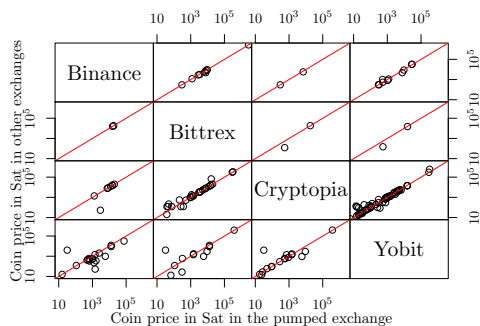 10 10³ 10⁵ 10 10³ 10⁵
Coin price in Sat in other exchanges
Binance
10 10⁵
10 10⁵
Bittrex
10 10⁵
Cryptopia
10 10⁵
10 10⁵
Yobit
10 10³ 10⁵ 10 10³ 10⁵
Coin price in Sat in the pumped exchange